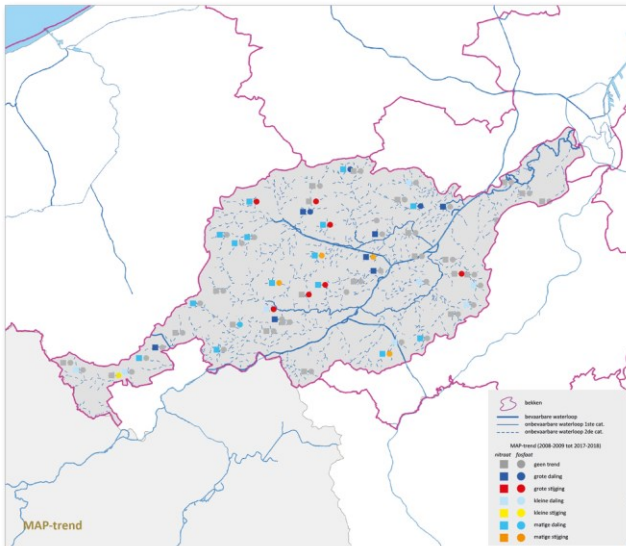 bekken
bevaarbare waterloop
onbevaarbare waterloop 1ste cat.
onbevaarbare waterloop 2de cat.
MAP-trend (2008-2009 tot 2017-2018)
nitraat fosfaat
geen trend
grote daling
grote stijging
kleine daling
kleine stijging
matige daling
matige stijging
MAP-trend